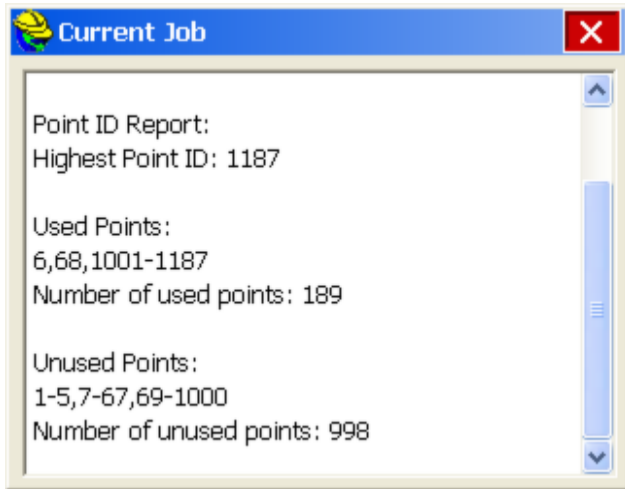 Current Job
Point ID Report:
Highest Point ID: 1187
Used Points:
6,68,1001-1187
Number of used points: 189
Unused Points:
1-5,7-67,69-1000
Number of unused points: 998